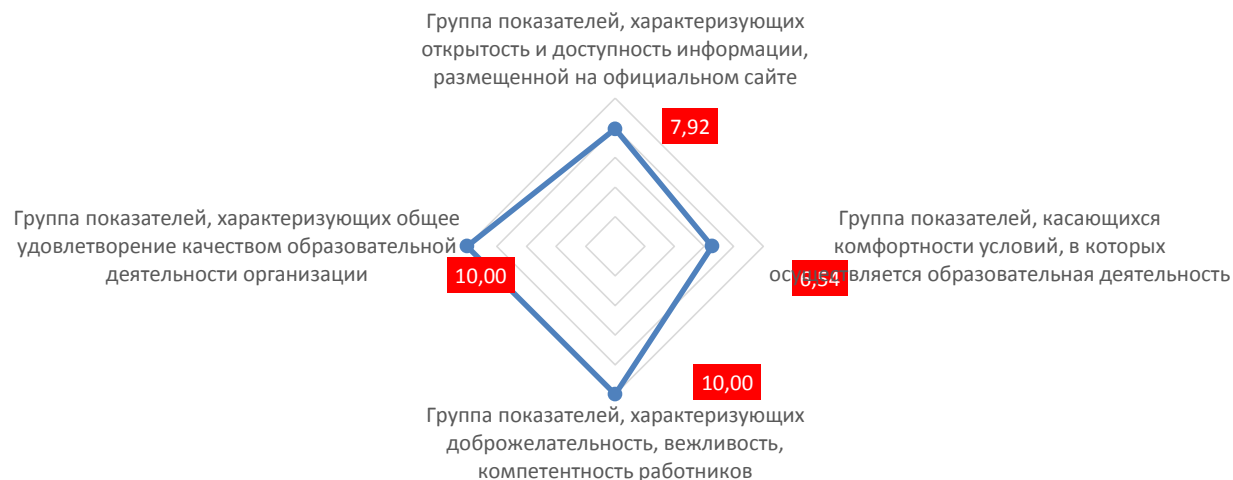 Группа показателей, характеризующих
открытость и доступность информации,
размещенной на официальном сайте
7,92
Группа показателей, касающихся
комфортности условий, в которых
осуществляется образовательная деятельность
6,54
10,00
Группа показателей, характеризующих
доброжелательность, вежливость,
компетентность работников
Группа показателей, характеризующих общее
удовлетворение качеством образовательной
деятельности организации
10,00